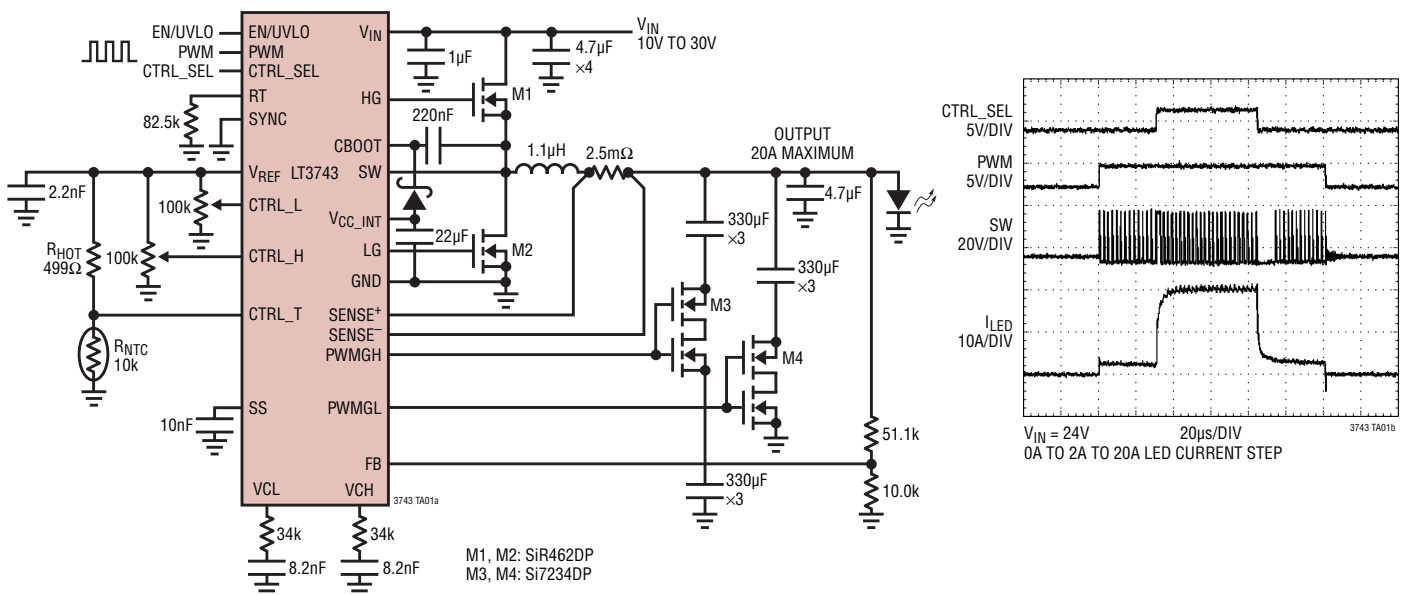 EN/UVLO
PWM
CTRL_SEL
EN/UVLO
PWM
CTRL_SEL
RT
SYNC
82.5k
VREF LT3743
2.2nF
100k
CTRL_L
RHOT
499Ω
100k
CTRL_H
CTRL_T
RNTC
10k
SS
10nF
VCL
VCH
34k
8.2nF
34k
8.2nF
VIN
HG
CBOOT
SW
VCC_INT
LG
GND
SENSE+
SENSE–
PWMGH
PWMGL
FB
3743 TA01a
1µF
4.7µF
×4
VIN
10V TO 30V
M1
220nF
1.1µH
2.5mΩ
22µF
M2
OUTPUT
20A MAXIMUM
4.7µF
330µF
×3
330µF
×3
M3
M4
330µF
×3
51.1k
10.0k
M1, M2: SiR462DP
M3, M4: Si7234DP
CTRL_SEL
5V/DIV
PWM
5V/DIV
SW
20V/DIV
ILED
10A/DIV
VIN = 24V
20µs/DIV
3743 TA01b
0A TO 2A TO 20A LED CURRENT STEP